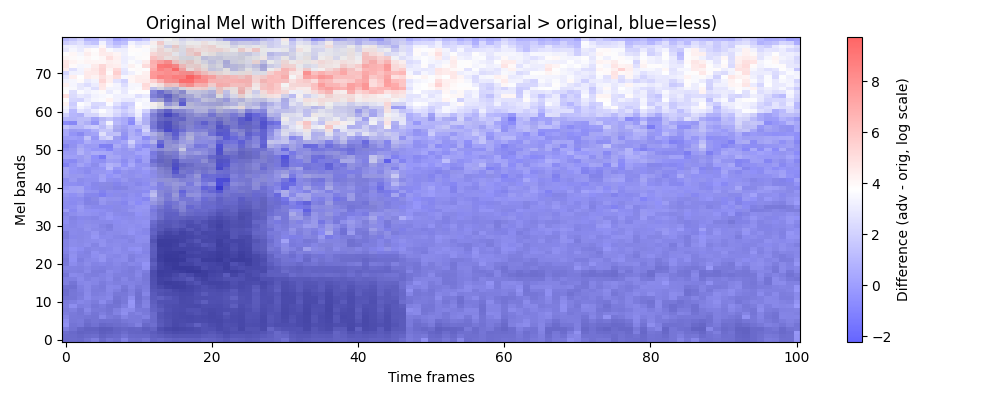 Original Mel with Differences (red=adversarial > original, blue=less)
70
60
50
40
30
20
10
0
Mel bands
0 20 40 60 80 100
Time frames
8
6
4
2
0
−2
Difference (adv - orig, log scale)